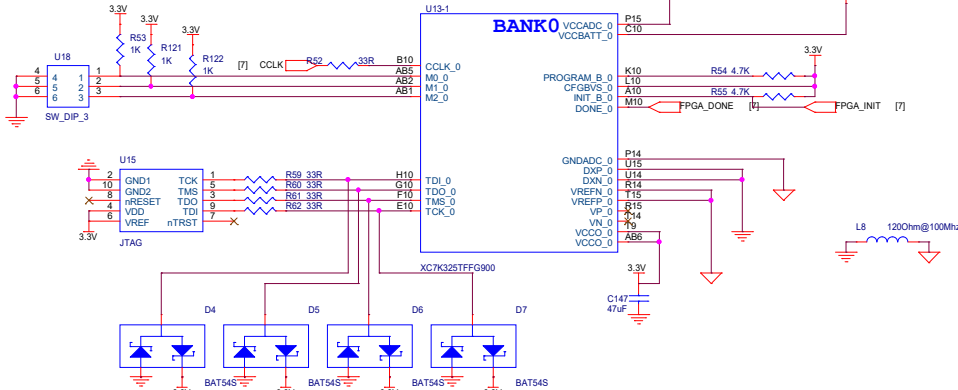 3.3V
U13-1
BANK0
VCCADC_0 P15
VCCBATT_0 C10
R53
1K
3.3V
R121
1K
3.3V
R122
1K
[7] CCLK R52 33R B10 CCLK_0
AB5 M0_0
AB2 M1_0
AB1 M2_0
U18
4 4 1 1
5 5 2 2
6 6 3 3
SW_DIP_3
3.3V
PROGRAM_B_0 K10 R54 4.7K
CFGBVS_0 L10
INIT_B_0 A10 R55 4.7K
DONE_0 M10 FPGA_DONE [7] FPGA_INIT [7]
U15
2 GND1 TCK 1 R59 33R H10 TDI_0
10 GND2 TMS 5 R60 33R G10 TDO_0
8 nRESET TDO 3 R61 33R F10 TMS_0
4 VDD TDI 9 R62 33R E10 TCK_0
6 VREF nTRST 7
3.3V
JTAG
GNDADC_0 P14
DXP_0 U15
DXN_0 U14
VREFN_0 R14
VREFP_0 T15
VP_0 R15
VN_0
VCCO_0 T9
VCCO_0 AB6
L8 120Ohm@100Mhz
XC7K325TFFG900
3.3V
C147
47uF
D4 D5 D6 D7
BAT54S BAT54S BAT54S BAT54S